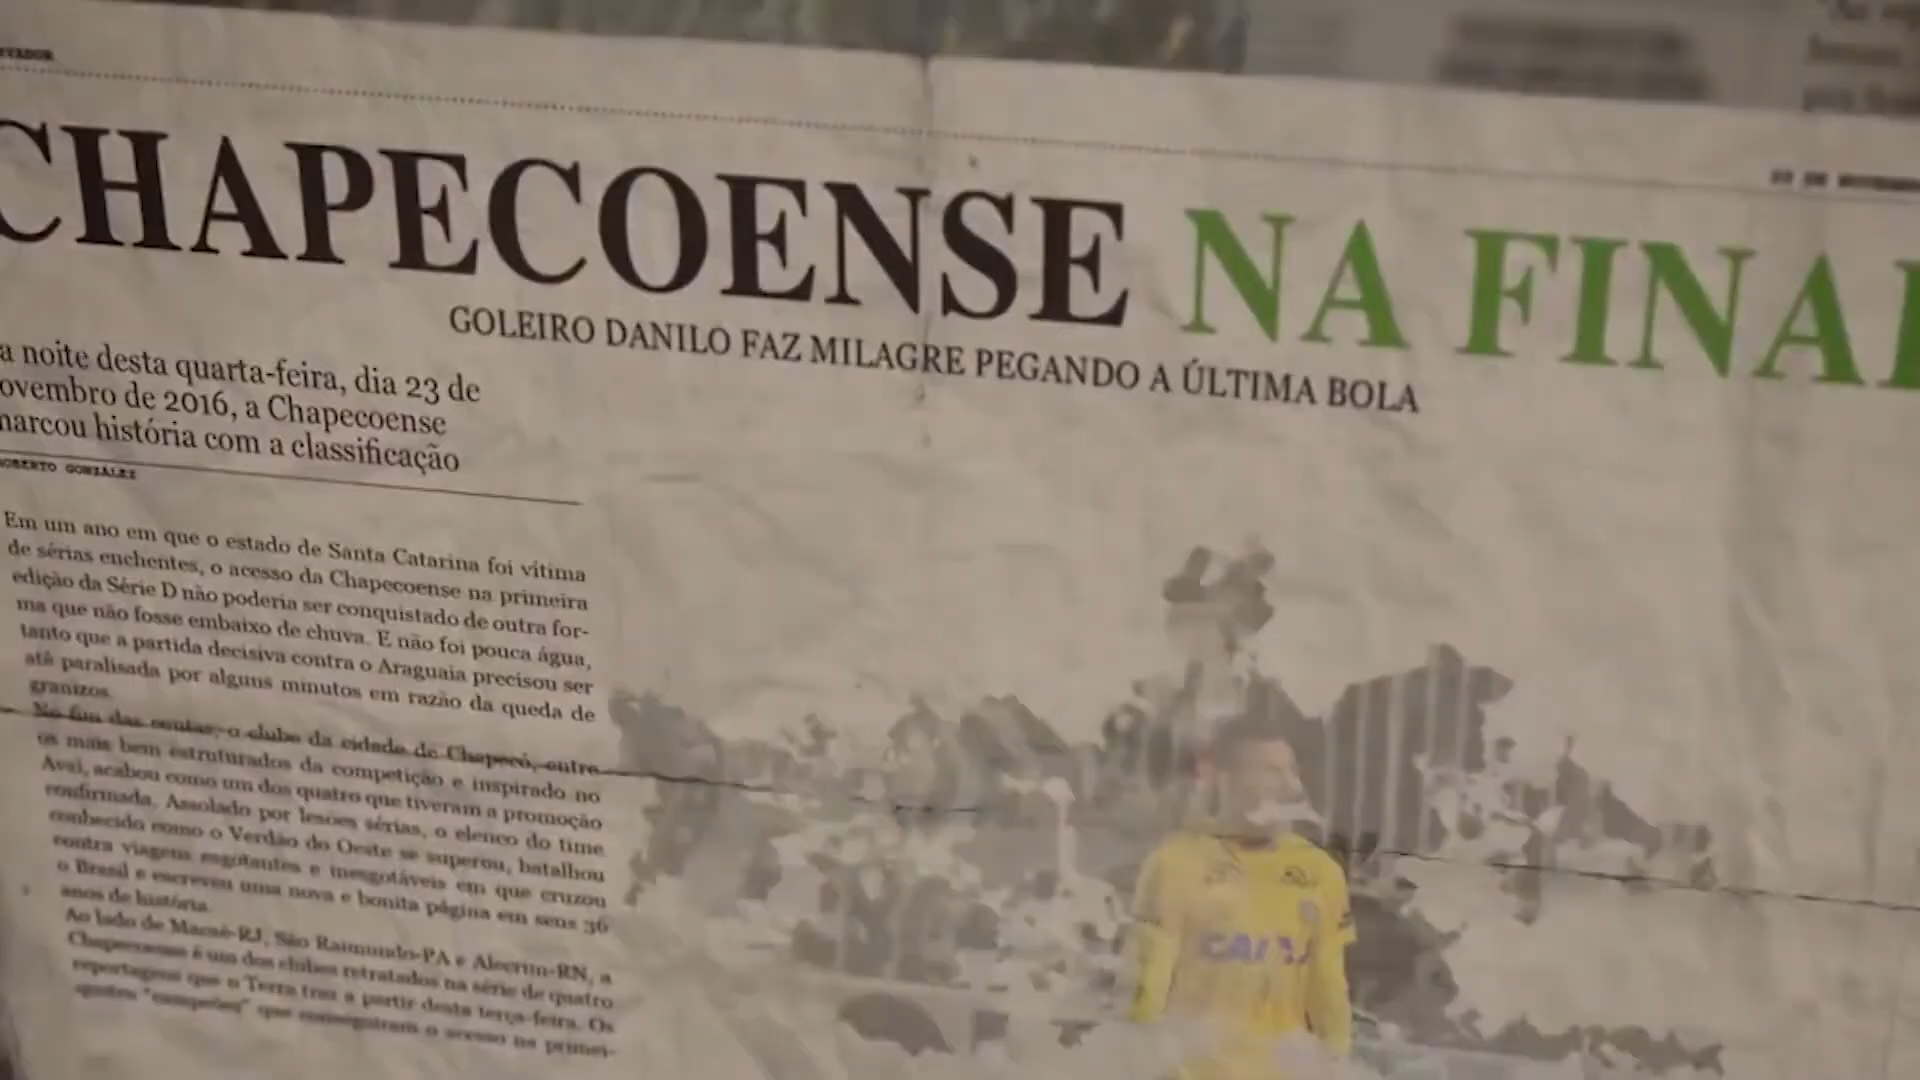 CHAPECOENSE NA FINAL
GOLEIRO DANILO FAZ MILAGRE PEGANDO A ÚLTIMA BOLA
a noite desta quarta-feira, dia 23 de
ovembro de 2016, a Chapecoense
marcou história com a classificação
ROBERTO GONZÁLEZ
Em um ano em que o estado de Santa Catarina foi vítima
de sérias enchentes, o acesso da Chapecoense na primeira
edição da Série D não poderia ser conquistado de outra for-
ma que não fosse embaixo de chuva. E não foi pouca água,
tanto que a partida decisiva contra o Araguaia precisou ser
até paralisada por alguns minutos em razão da queda de
granizos.
No fim das contas, o clube da cidade de Chapecó, entre
os mais bem estruturados da competição e inspirado no
Avaí, acabou como um dos quatro que tiveram a promoção
confirmada. Assolado por lesões sérias, o elenco do time
conhecido como o Verdão do Oeste se superou, batalhou
contra viagens esgotantes e inesgotáveis em que cruzou
o Brasil e escreveu uma nova e bonita página em seus 36
anos de história.
Ao lado de Macaé-RJ, São Raimundo-PA e Alecrim-RN, a
Chapecoense é um dos clubes retratados na série de quatro
reportagens que o Terra traz a partir desta terça-feira. Os
quatro "campeões" que conseguiram o acesso na primei-
CAIXA